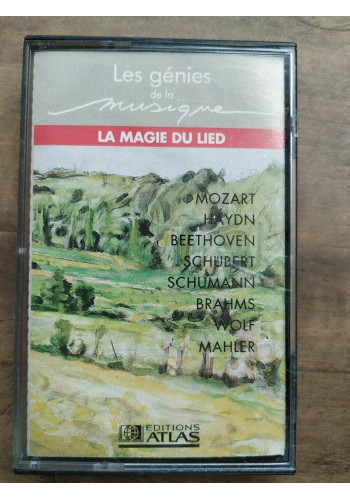 Les génies
de la
musique
LA MAGIE DU LIED
MOZART
HAYDN
BEETHOVEN
SCHUBERT
SCHUMANN
BRAHMS
WOLF
MAHLER
EDITIONS
ATLAS